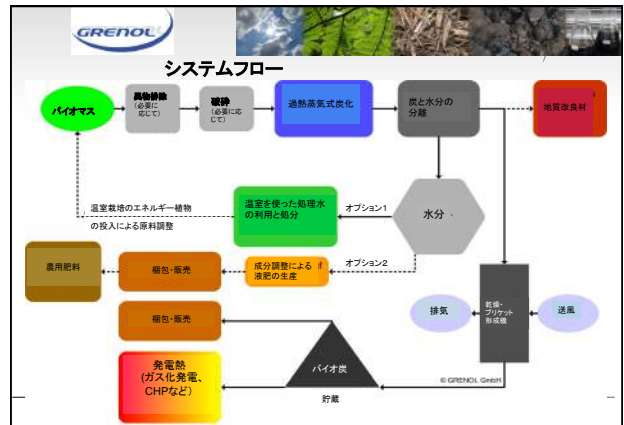 GRENOL
システムフロー
バイオマス
異物排除
(必要に
応じて)
破砕
(必要に応
じて)
過熱蒸気式炭化
炭と水分の
分離
地質改良材
温室栽培のエネルギー植物
の投入による原料調整
温室を使った処理水
の利用と処分
オプション1
水分
農用肥料
梱包・販売
成分調整による
液肥の生産
オプション2
梱包・販売
排気
乾燥・
ブリケット
形成機
送風
発電熱
(ガス化発電、
CHPなど)
バイオ炭
貯蔵
© GRENOL GmbH